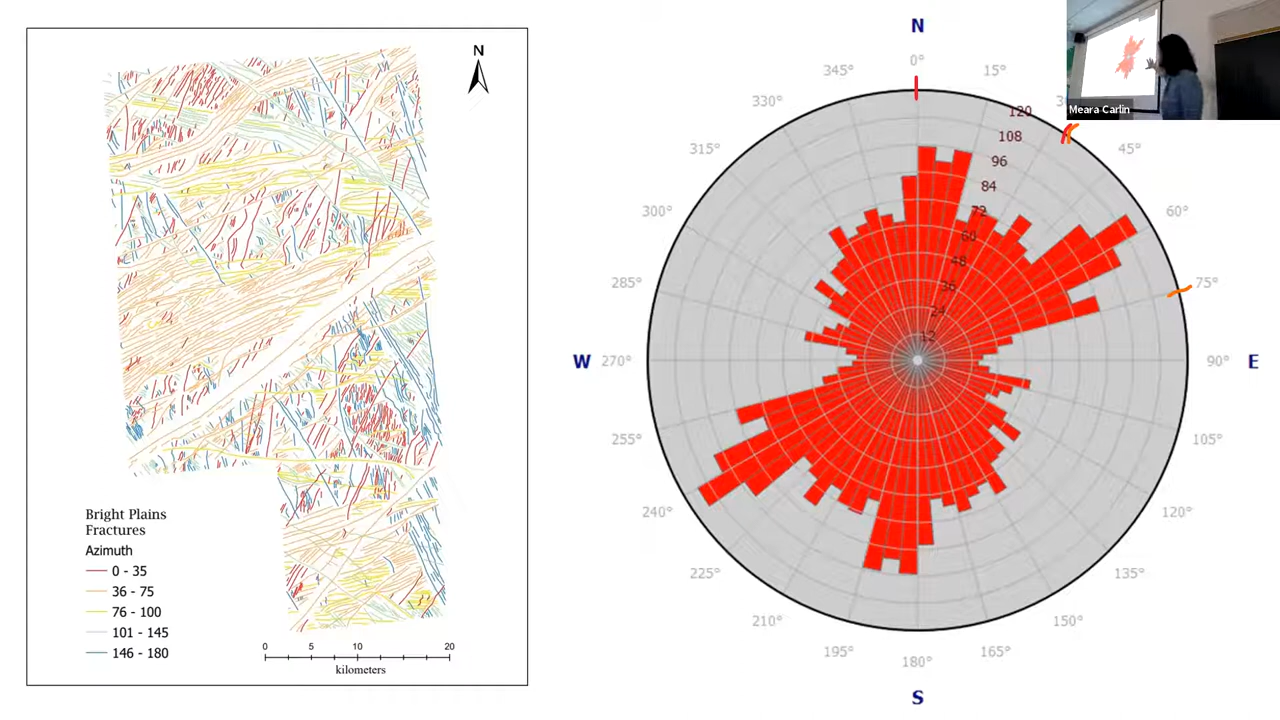 N
Bright Plains
Fractures
Azimuth
0 - 35
36 - 75
76 - 100
101 - 145
146 - 180
0 5 10 20
kilometers
N
0°
15°
45°
60°
75°
90°
E
105°
120°
135°
150°
165°
180°
S
195°
210°
225°
240°
255°
270°
W
285°
300°
315°
330°
345°
120
108
96
84
72
60
48
36
24
12
Meara Carlin